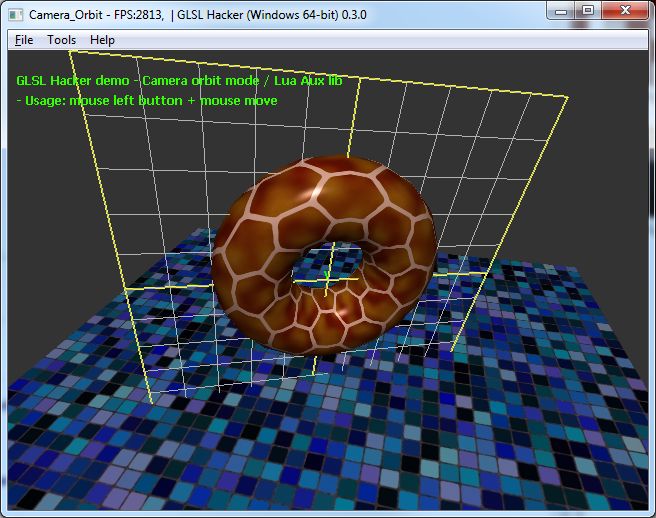 Camera_Orbit - FPS:2813, | GLSL Hacker (Windows 64-bit) 0.3.0
File Tools Help
GLSL Hacker demo - Camera orbit mode / Lua Aux lib
- Usage: mouse left button + mouse move